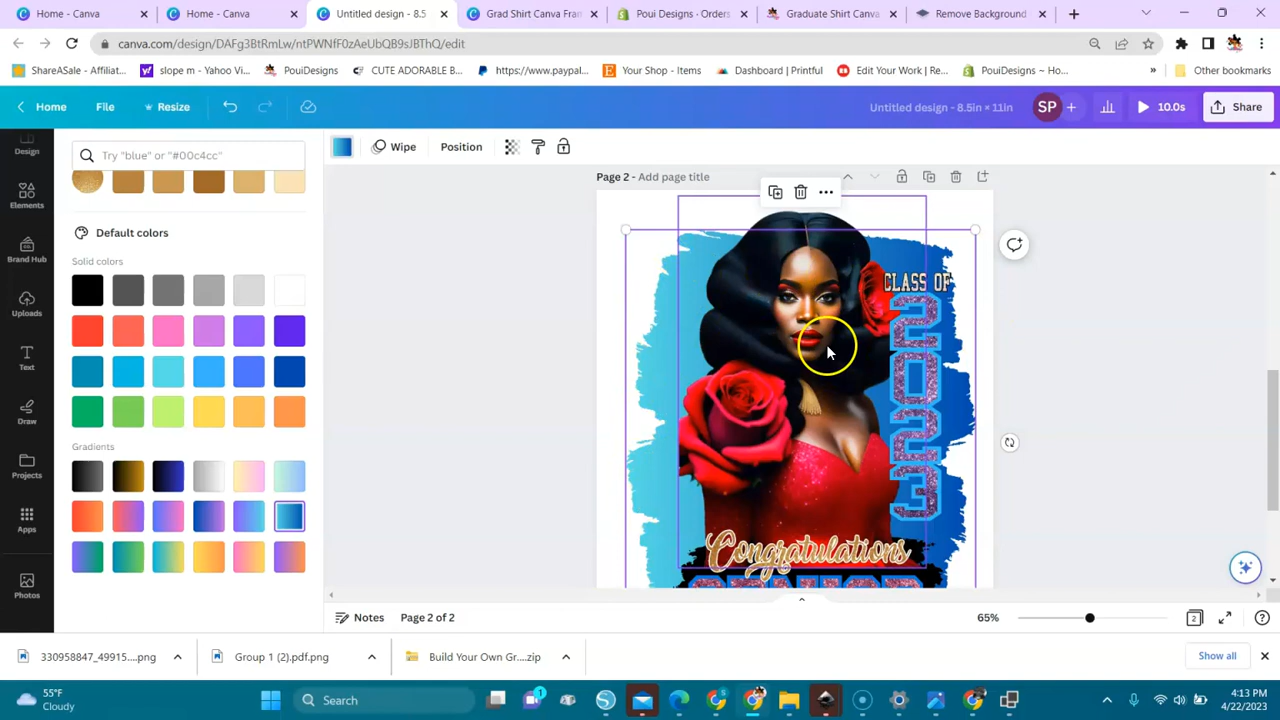 Home - Canva
Home - Canva
Untitled design - 8.5
Grad Shirt Canva Fram
Poui Designs · Orders
Graduate Shirt Canva
Remove Background
canva.com/design/DAFg3BtRmLw/ntPWNfF0zAeUbQB9sJBThQ/edit
ShareASale - Affiliat...
slope m - Yahoo Vi...
PouiDesigns
CUTE ADORABLE B...
https://www.paypal...
Your Shop - Items
Dashboard | Printful
Edit Your Work | Re...
PouiDesigns ~ Ho...
»
Other bookmarks
Home
File
Resize
Untitled design - 8.5in × 11in
SP
10.0s
Share
Design
Elements
Brand Hub
Uploads
Text
Draw
Projects
Apps
Photos
Try "blue" or "#00c4cc"
Default colors
Solid colors
Gradients
Wipe
Position
Page 2 - Add page title
CLASS OF
2023
Congratulations
Notes
Page 2 of 2
65%
2
330958847_49915...png
Group 1 (2).pdf.png
Build Your Own Gr....zip
Show all
55°F
Cloudy
Search
1
4:13 PM
4/22/2023